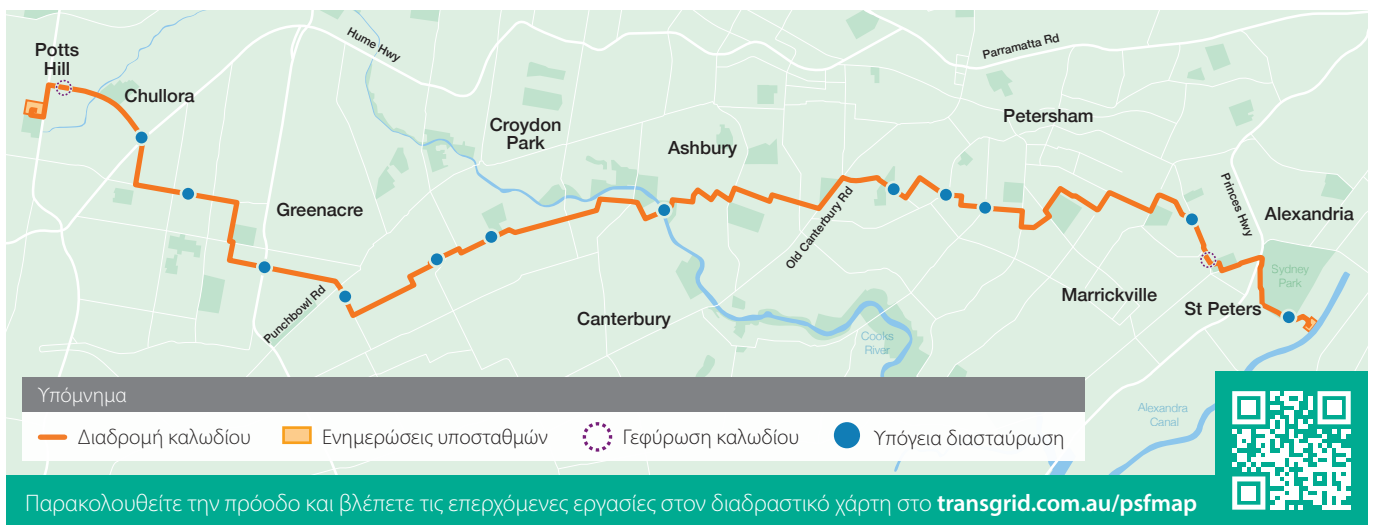 Potts
Hill
Hume Hwy
Parramatta Rd
Chullora
Croydon
Park
Petersham
Ashbury
Greenacre
Princes Hwy
Alexandria
Old Canterbury Rd
Sydney
Park
Marrickville
Punchbowl Rd
St Peters
Canterbury
Cooks
River
Υπόμνημα
Alexandra
Canal
Διαδρομή καλωδίου
Ενημερώσεις υποσταθμών
Γεφύρωση καλωδίου
Υπόγεια διασταύρωση
Παρακολουθείτε την πρόοδο και βλέπετε τις επερχόμενες εργασίες στον διαδραστικό χάρτη στο transgrid.com.au/psfmap